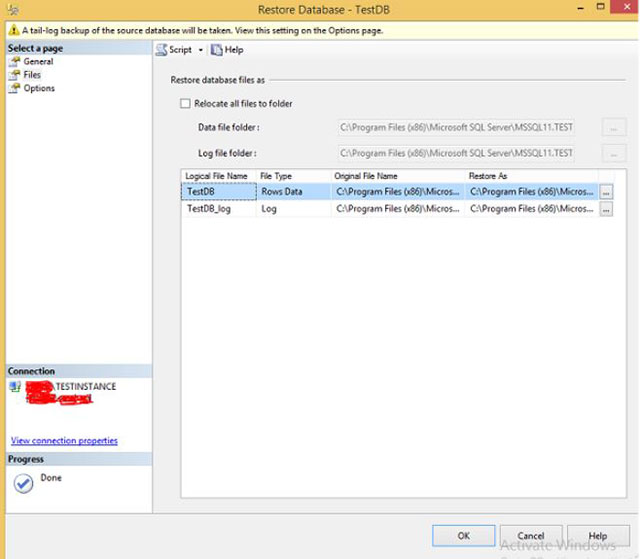 Restore Database - TestDB
A tail-log backup of the source database will be taken. View this setting on the Options page.
Select a page
General
Files
Options
Script
Help
Restore database files as
Relocate all files to folder
Data file folder :
C:\Program Files (x86)\Microsoft SQL Server\MSSQL11.TEST
...
Log file folder :
C:\Program Files (x86)\Microsoft SQL Server\MSSQL11.TEST
...
Logical File Name File Type Original File Name Restore As
TestDB Rows Data C:\Program Files (x86)\Micros... C:\Program Files (x86)\Micros... ...
TestDB_log Log C:\Program Files (x86)\Micros... C:\Program Files (x86)\Micros... ...
Connection
\TESTINSTANCE
View connection properties
Progress
Done
OK
Cancel
Help
Activate Windows